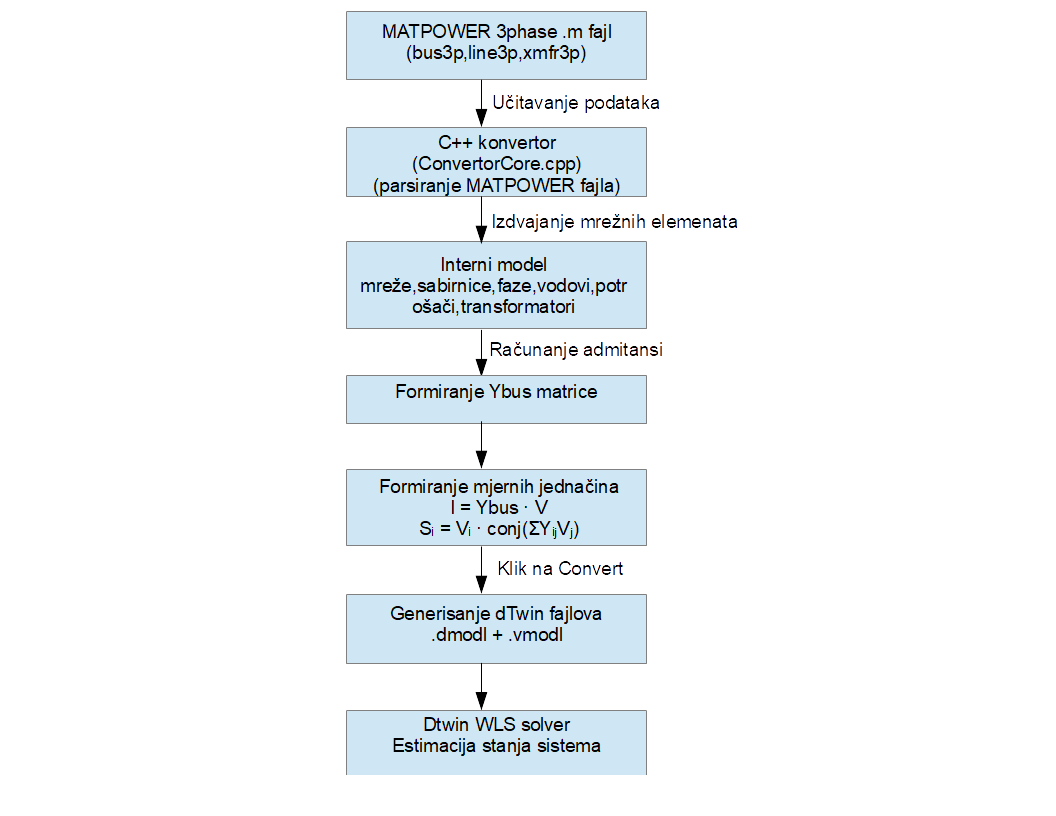 MATPOWER 3phase .m fajl
(bus3p,line3p,xmfr3p)
Učitavanje podataka
C++ konvertor
(ConvertorCore.cpp)
(parsiranje MATPOWER fajla)
Izdvajanje mrežnih elemenata
Interni model
mreže,sabirnice,faze,vodovi,potr
ošači,transformatori
Računanje admitansi
Formiranje Ybus matrice
Formiranje mjernih jednačina
I = Ybus · V
Sᵢ = Vᵢ · conj(ΣYᵢⱼVⱼ)
Klik na Convert
Generisanje dTwin fajlova
.dmodl + .vmodl
Dtwin WLS solver
Estimacija stanja sistema